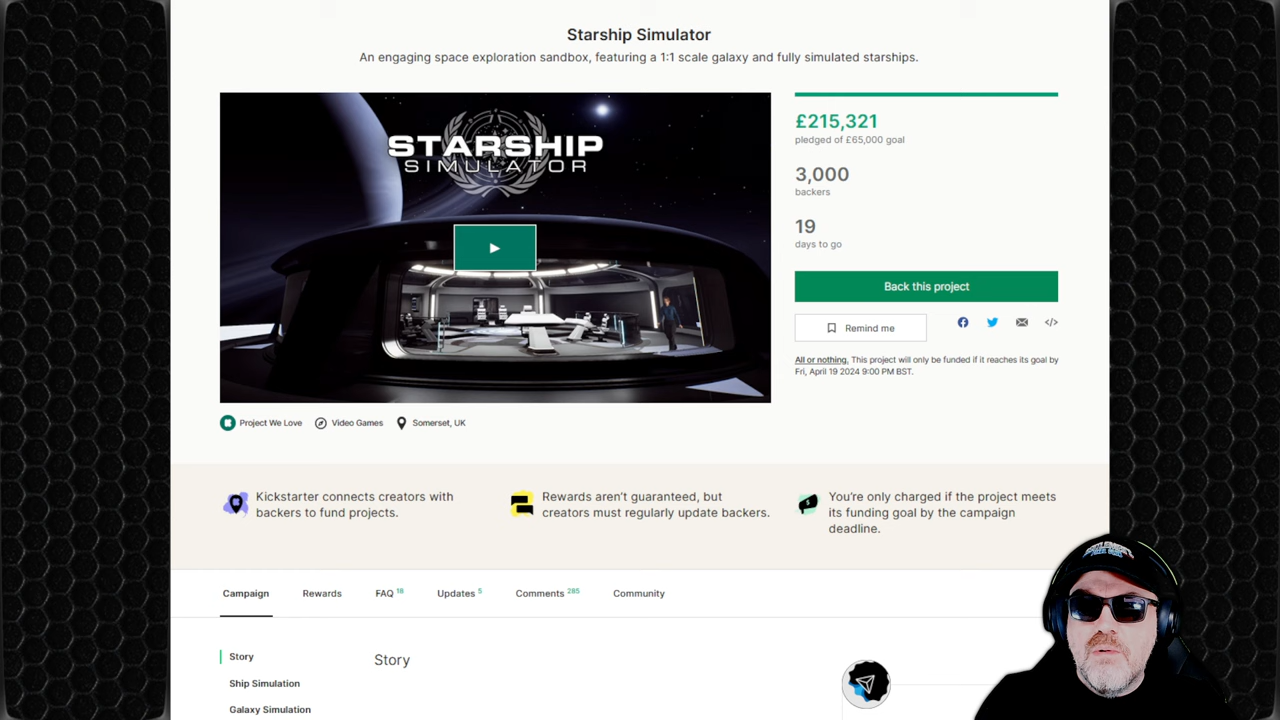 Starship Simulator
An engaging space exploration sandbox, featuring a 1:1 scale galaxy and fully simulated starships.
STARSHIP
SIMULATOR
£215,321
pledged of £65,000 goal
3,000
backers
19
days to go
Back this project
Remind me
All or nothing. This project will only be funded if it reaches its goal by
Fri, April 19 2024 9:00 PM BST.
Project We Love
Video Games
Somerset, UK
Kickstarter connects creators with
backers to fund projects.
Rewards aren't guaranteed, but
creators must regularly update backers.
You're only charged if the project meets
its funding goal by the campaign
deadline.
Campaign
Rewards
FAQ 18
Updates 5
Comments 285
Community
Story
Ship Simulation
Galaxy Simulation
Story